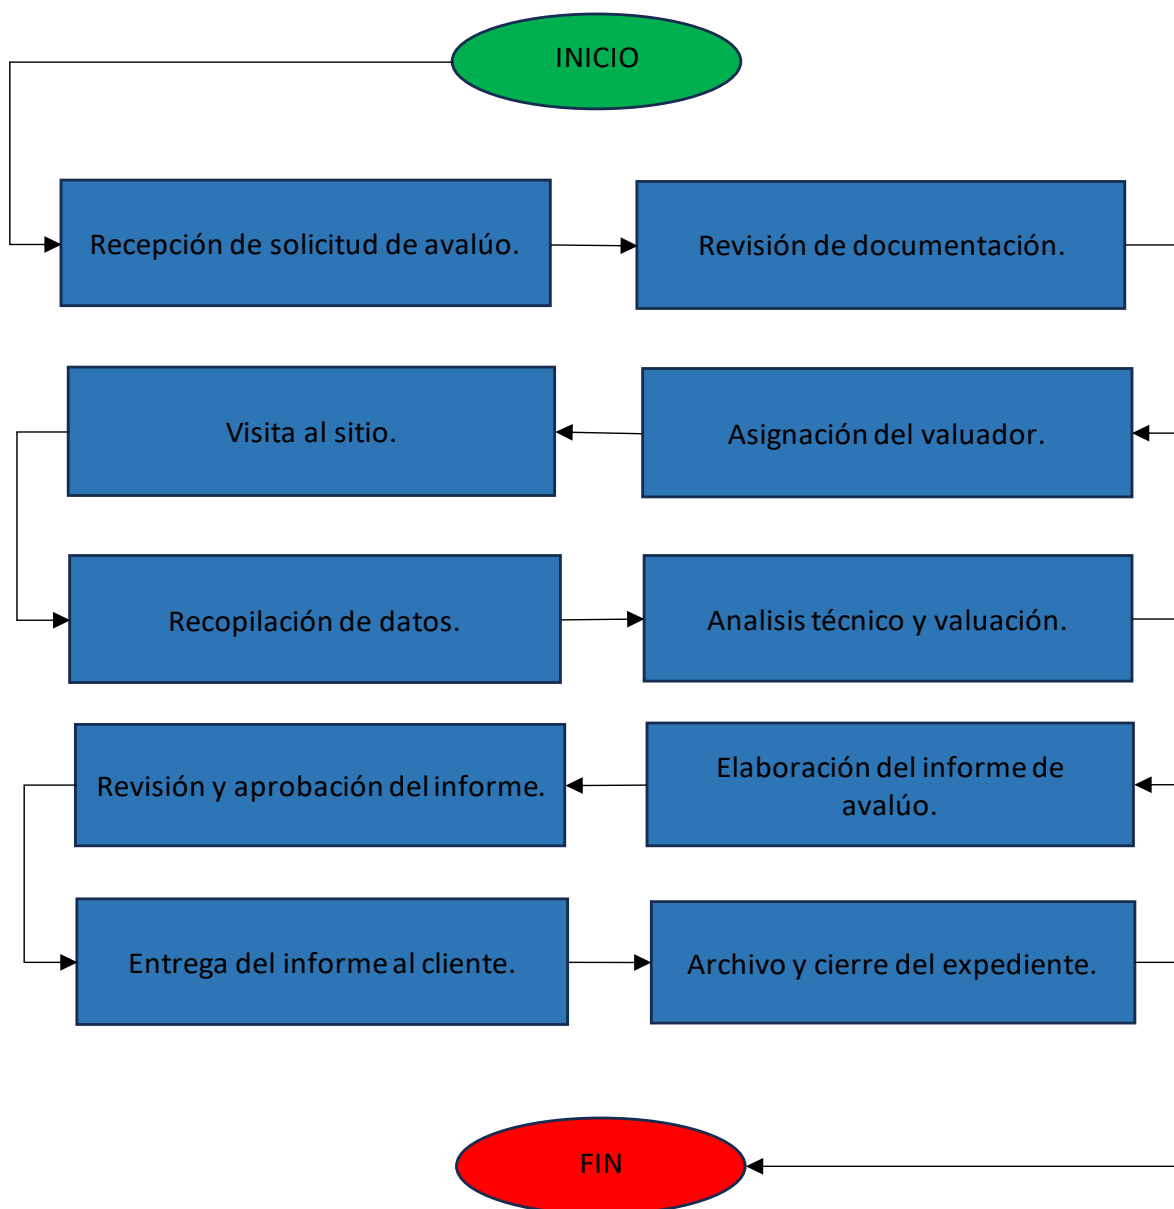 INICIO
Recepción de solicitud de avalúo.
Revisión de documentación.
Asignación del valuador.
Visita al sitio.
Recopilación de datos.
Analisis técnico y valuación.
Elaboración del informe de
avalúo.
Revisión y aprobación del informe.
Entrega del informe al cliente.
Archivo y cierre del expediente.
FIN